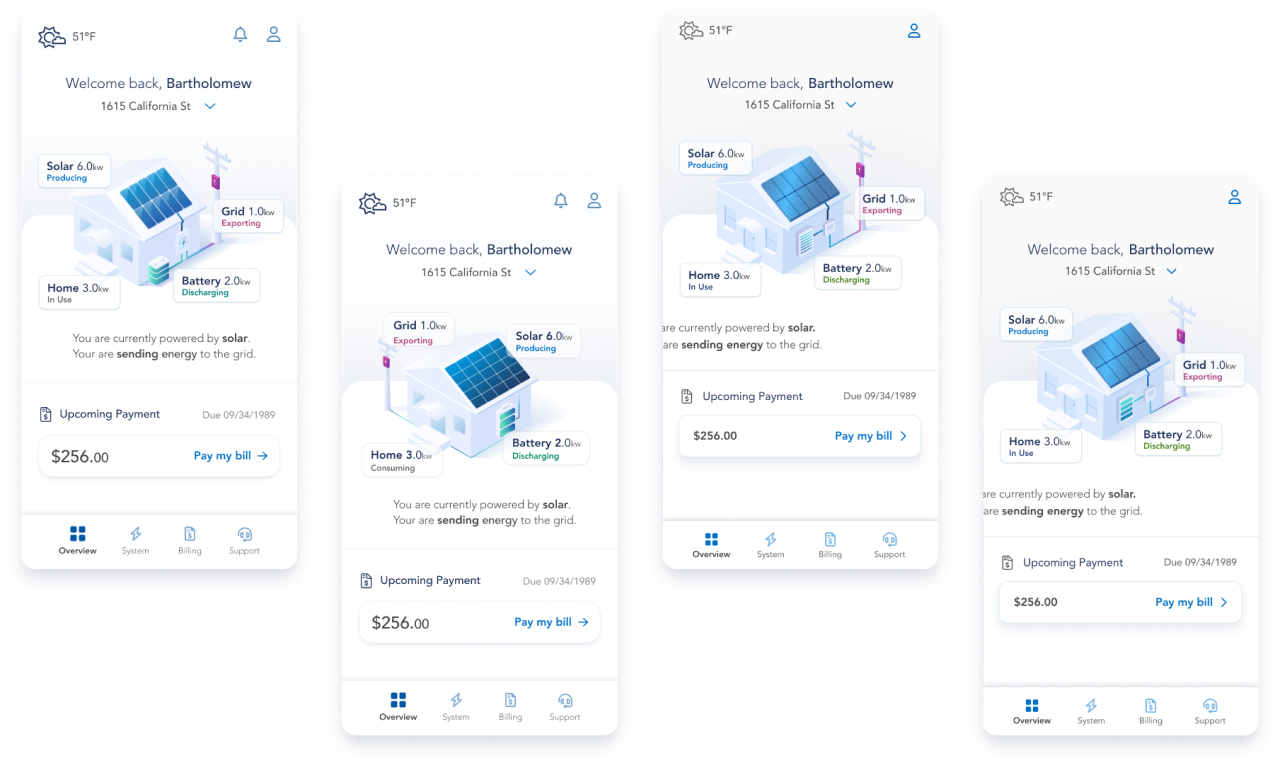 51°F
Welcome back, Bartholomew
1615 California St
Solar 6.0kw
Producing
Grid 1.0kw
Exporting
Home 3.0kw
In Use
Battery 2.0kw
Discharging
You are currently powered by solar.
Your are sending energy to the grid.
Upcoming Payment
Due 09/34/1989
$256.00
Pay my bill
Overview
System
Billing
Support
51°F
Welcome back, Bartholomew
1615 California St
Grid 1.0kw
Exporting
Solar 6.0kw
Producing
Home 3.0kw
Consuming
Battery 2.0kw
Discharging
You are currently powered by solar.
Your are sending energy to the grid.
Upcoming Payment
Due 09/34/1989
$256.00
Pay my bill
Overview
System
Billing
Support
51°F
Welcome back, Bartholomew
1615 California St
Solar 6.0kw
Producing
Grid 1.0kw
Exporting
Home 3.0kw
In Use
Battery 2.0kw
Discharging
are currently powered by solar.
are sending energy to the grid.
Upcoming Payment
Due 09/34/1989
$256.00
Pay my bill
Overview
System
Billing
Support
51°F
Welcome back, Bartholomew
1615 California St
Solar 6.0kw
Producing
Grid 1.0kw
Exporting
Home 3.0kw
In Use
Battery 2.0kw
Discharging
are currently powered by solar.
are sending energy to the grid.
Upcoming Payment
Due 09/34/1989
$256.00
Pay my bill
Overview
System
Billing
Support